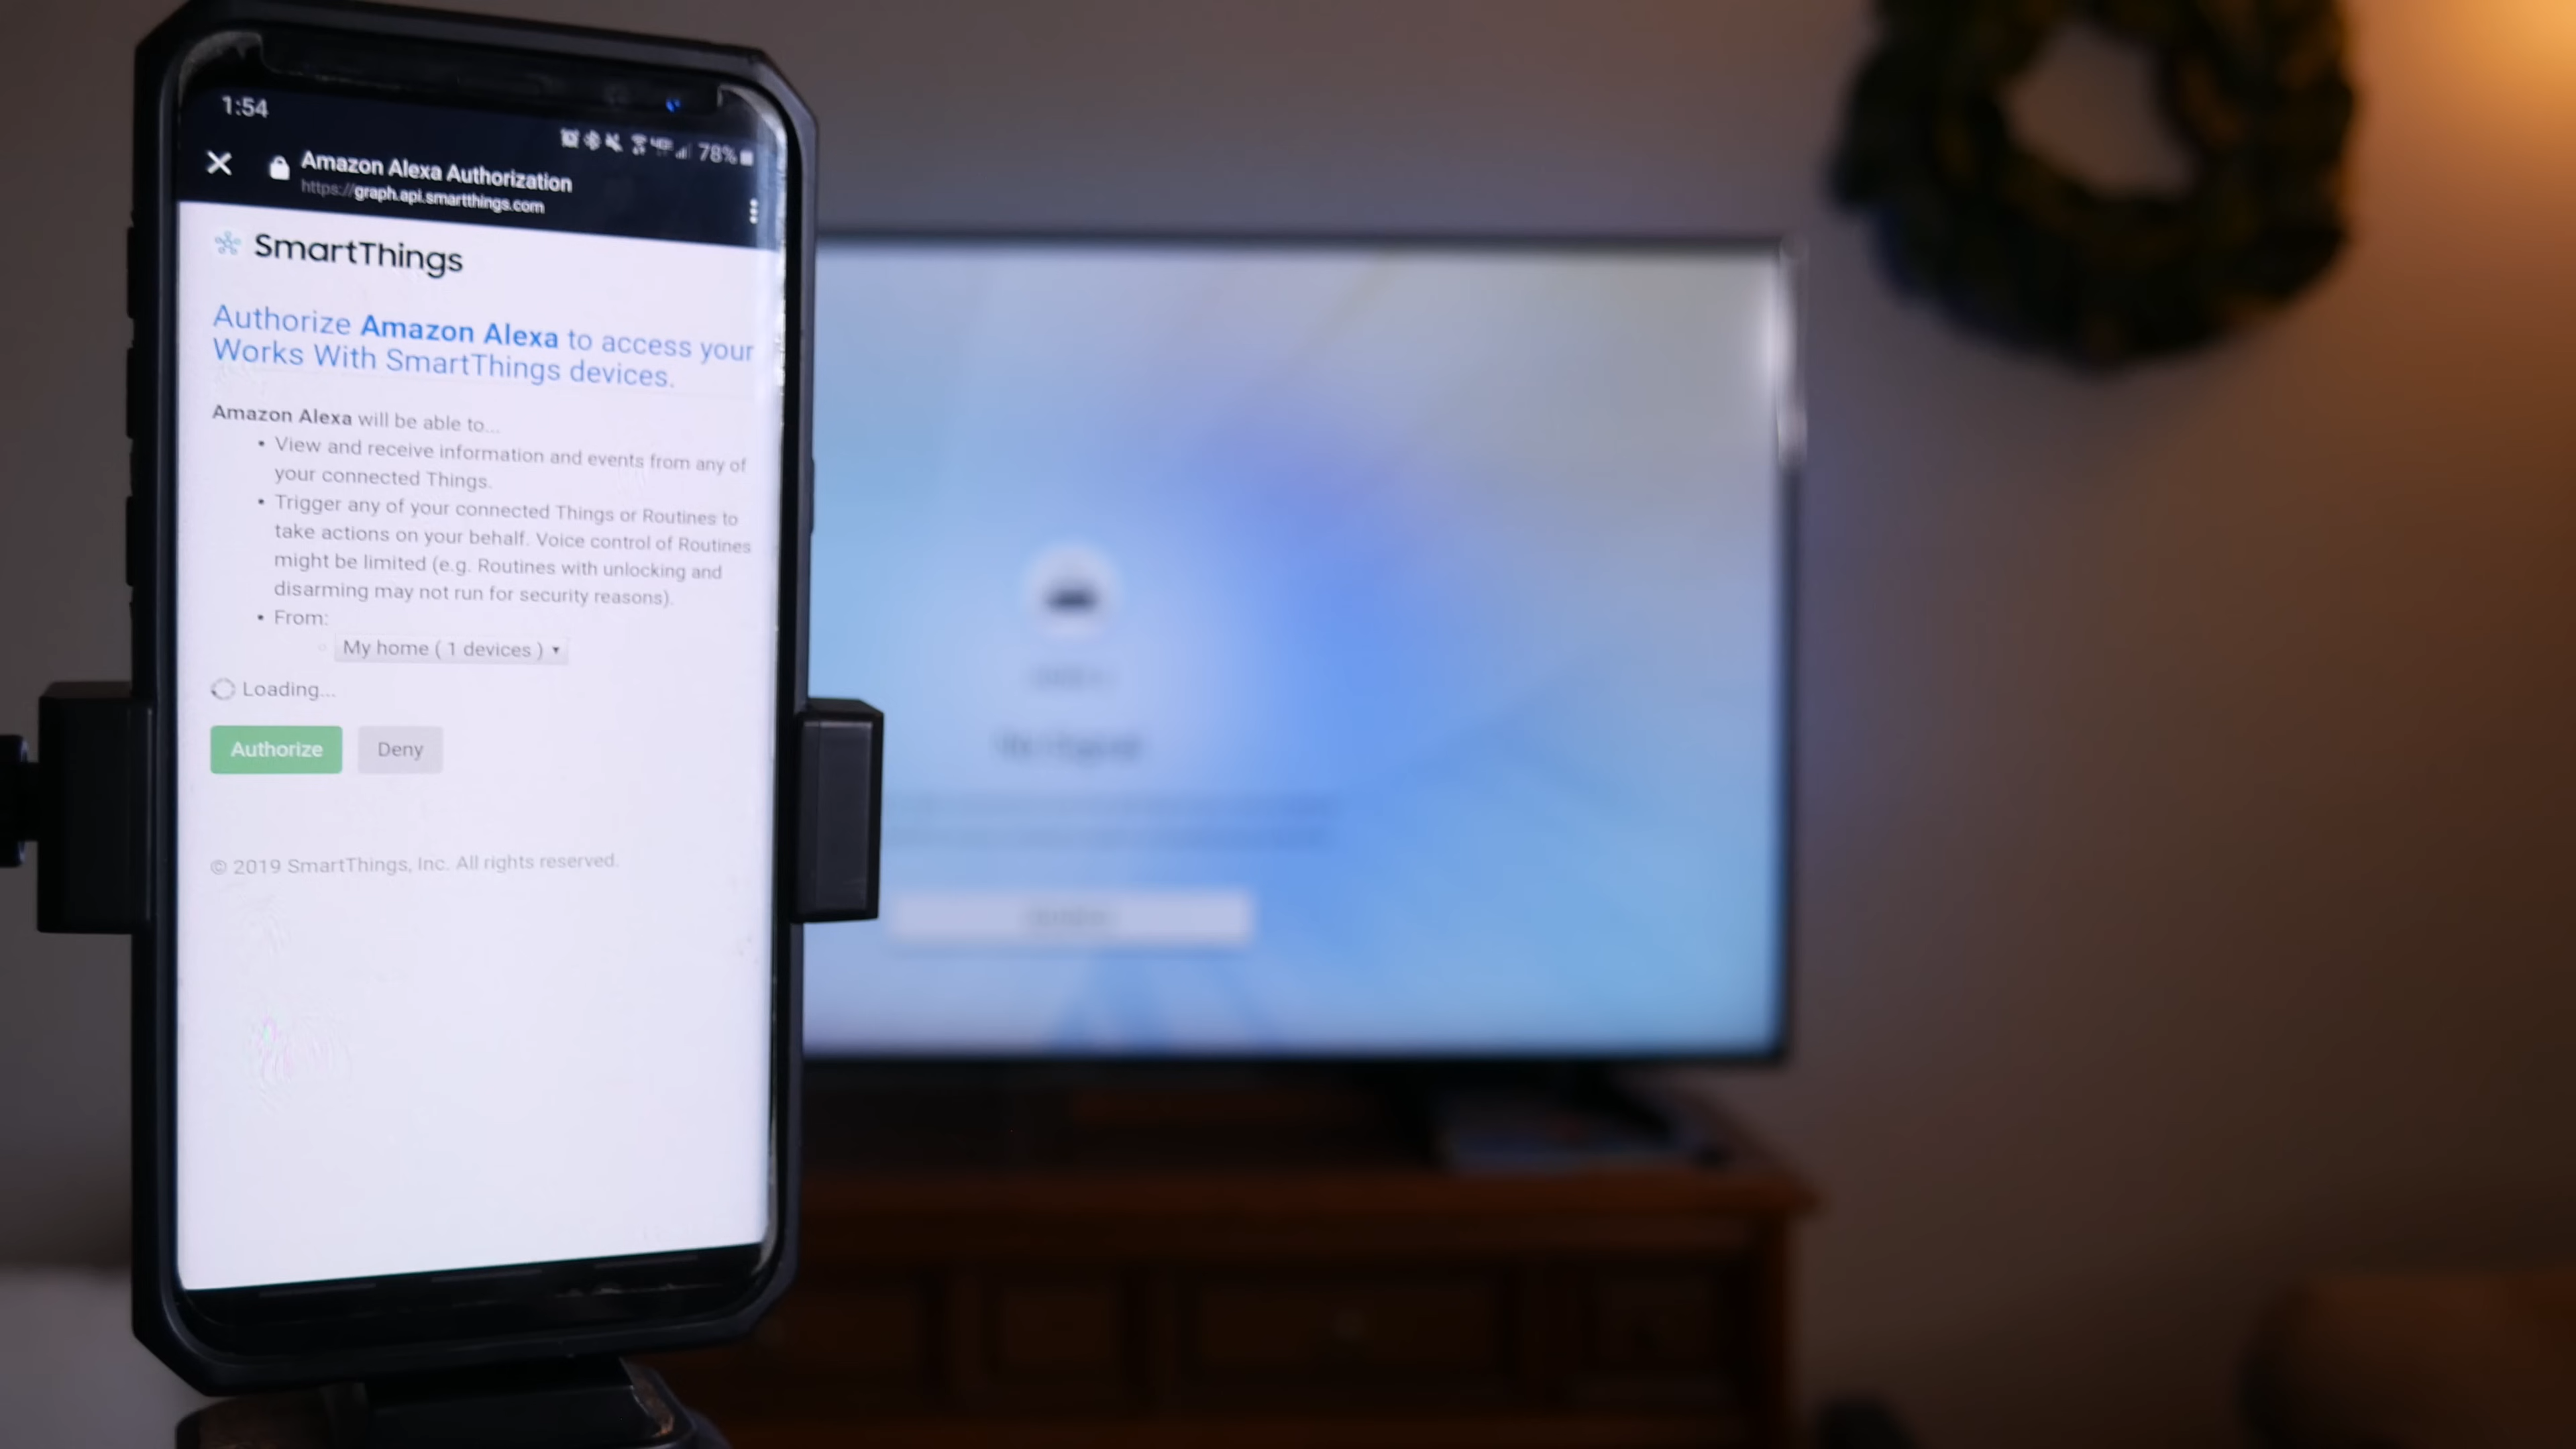 1:54
78%
Amazon Alexa Authorization
https://graph.api.smartthings.com
SmartThings
Authorize Amazon Alexa to access your
Works With SmartThings devices.
Amazon Alexa will be able to...
• View and receive information and events from any of
your connected Things.
• Trigger any of your connected Things or Routines to
take actions on your behalf. Voice control of Routines
might be limited (e.g. Routines with unlocking and
disarming may not run for security reasons).
• From:
My home ( 1 devices )
Loading...
Authorize Deny
© 2019 SmartThings, Inc. All rights reserved.